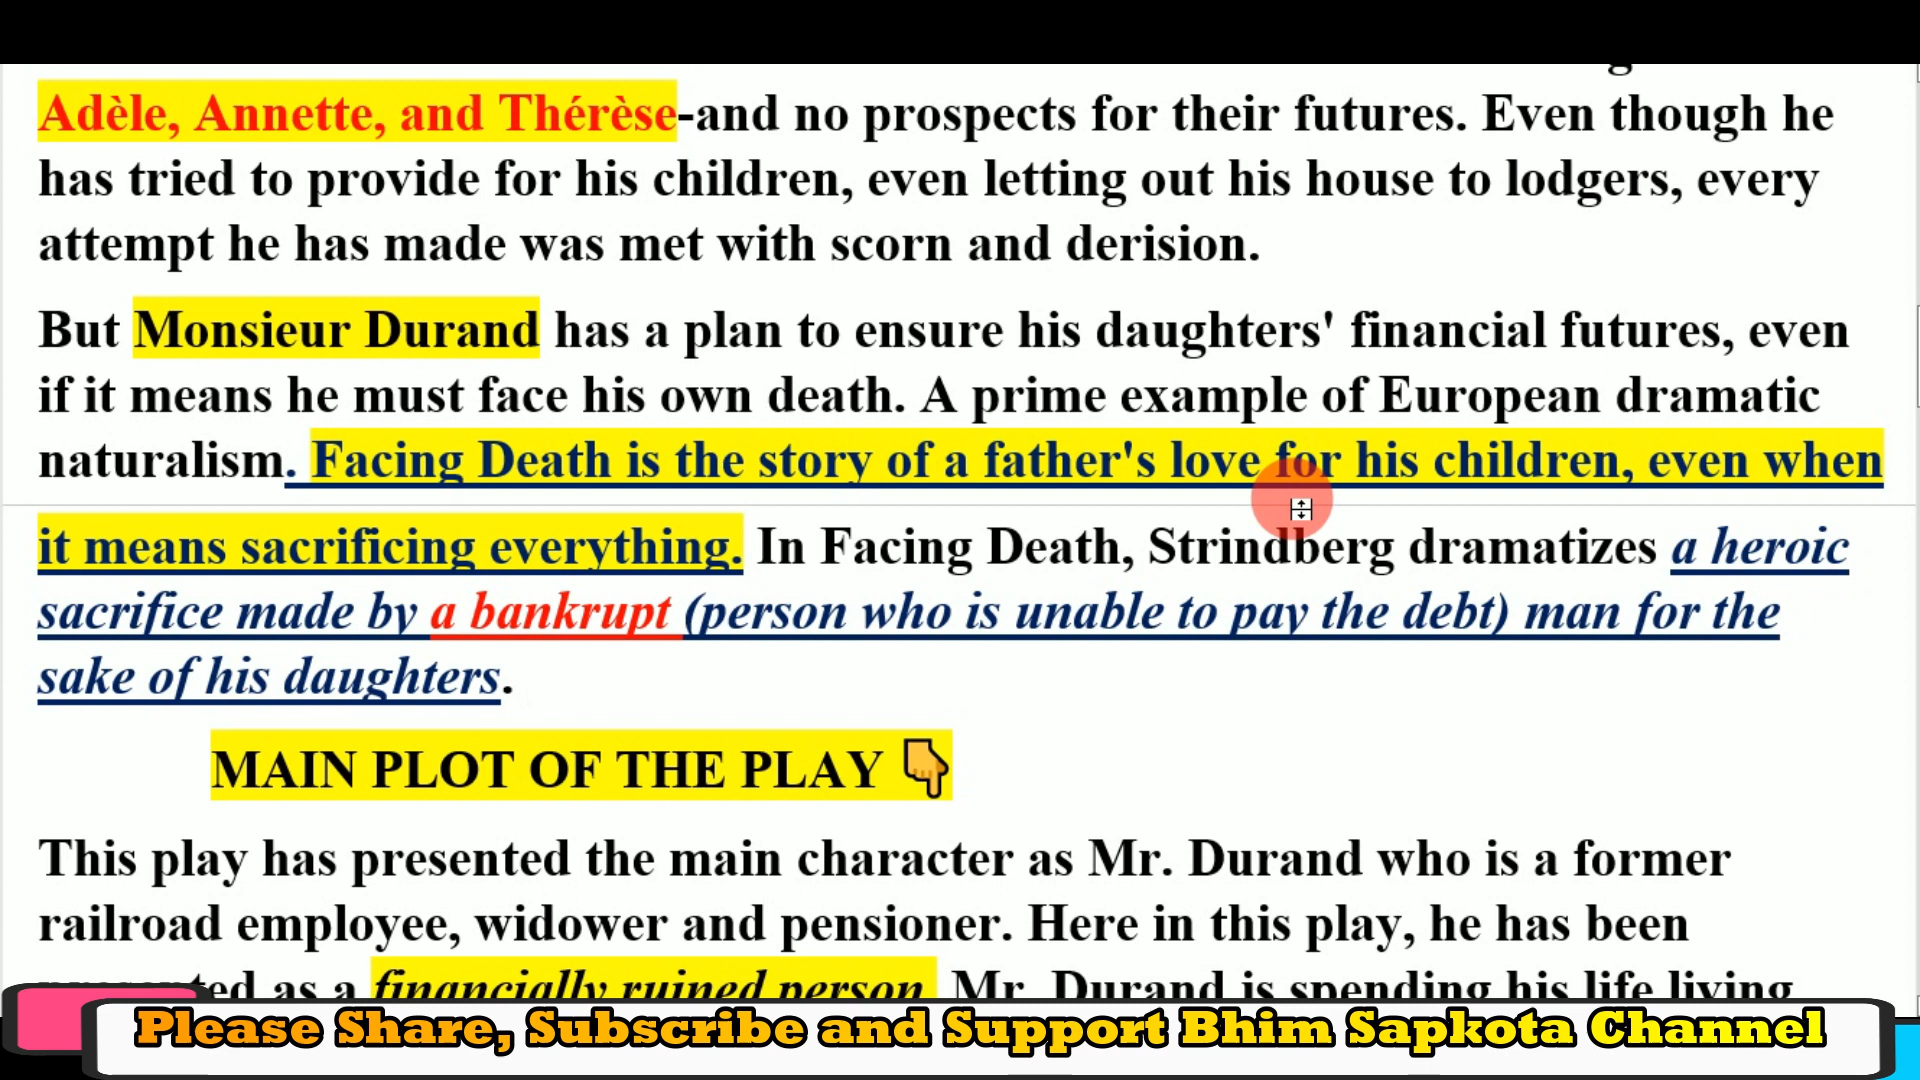 Adèle, Annette, and Thérèse-and no prospects for their futures. Even though he
has tried to provide for his children, even letting out his house to lodgers, every
attempt he has made was met with scorn and derision.
But Monsieur Durand has a plan to ensure his daughters' financial futures, even
if it means he must face his own death. A prime example of European dramatic
naturalism. Facing Death is the story of a father's love for his children, even when
it means sacrificing everything. In Facing Death, Strindberg dramatizes a heroic
sacrifice made by a bankrupt (person who is unable to pay the debt) man for the
sake of his daughters.
MAIN PLOT OF THE PLAY 👇
This play has presented the main character as Mr. Durand who is a former
railroad employee, widower and pensioner. Here in this play, he has been
presented as a financially ruined person. Mr. Durand is spending his life living
Please Share, Subscribe and Support Bhim Sapkota Channel